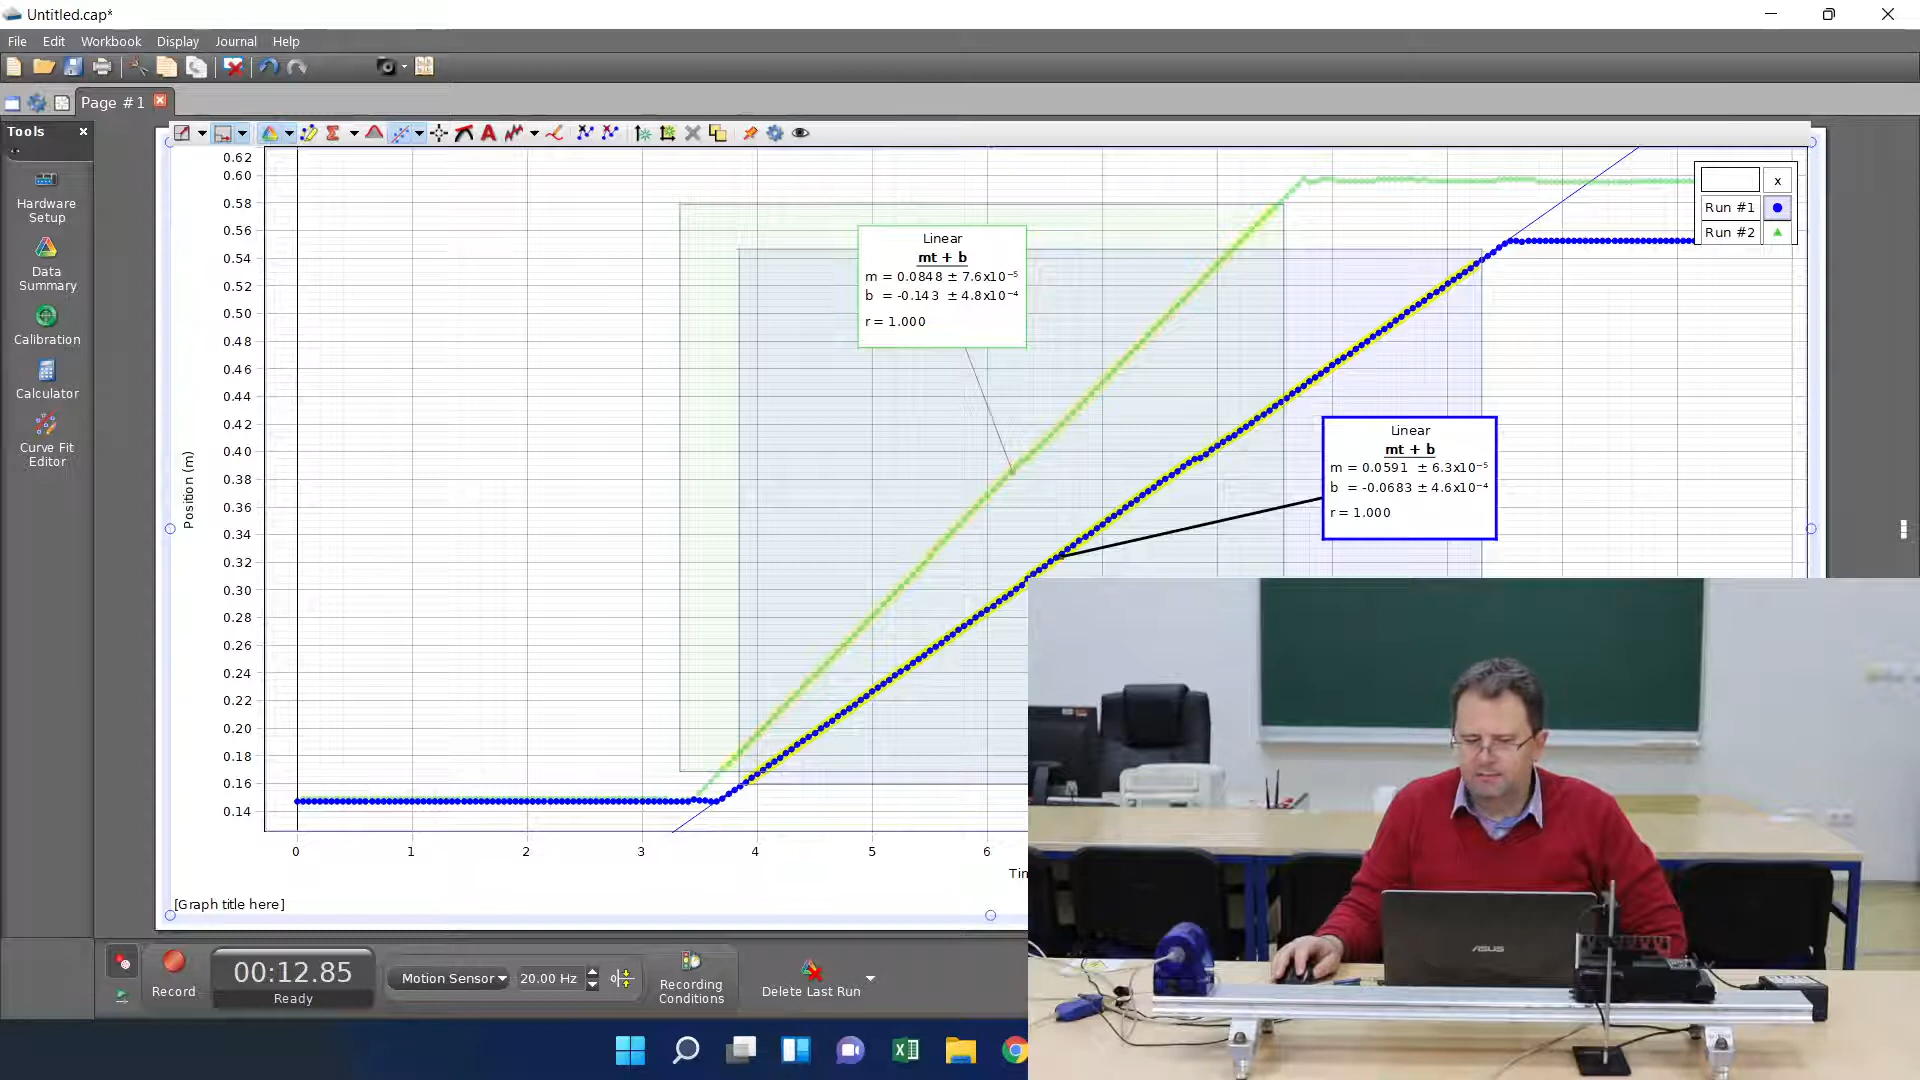 Untitled.cap*
File Edit Workbook Display Journal Help
Page #1
Tools
Hardware
Setup
Data
Summary
Calibration
Calculator
Curve Fit
Editor
Position (m)
0.62
0.60
0.58
0.56
0.54
0.52
0.50
0.48
0.46
0.44
0.42
0.40
0.38
0.36
0.34
0.32
0.30
0.28
0.26
0.24
0.22
0.20
0.18
0.16
0.14
0 1 2 3 4 5 6
Tim
[Graph title here]
Linear
mt + b
m = 0.0848 ± 7.6x10⁻⁵
b = -0.143 ± 4.8x10⁻⁴
r = 1.000
Linear
mt + b
m = 0.0591 ± 6.3x10⁻⁵
b = -0.0683 ± 4.6x10⁻⁴
r = 1.000
x
Run #1
Run #2
Record
00:12.85
Ready
Motion Sensor
20.00 Hz
Recording
Conditions
Delete Last Run
ASUS